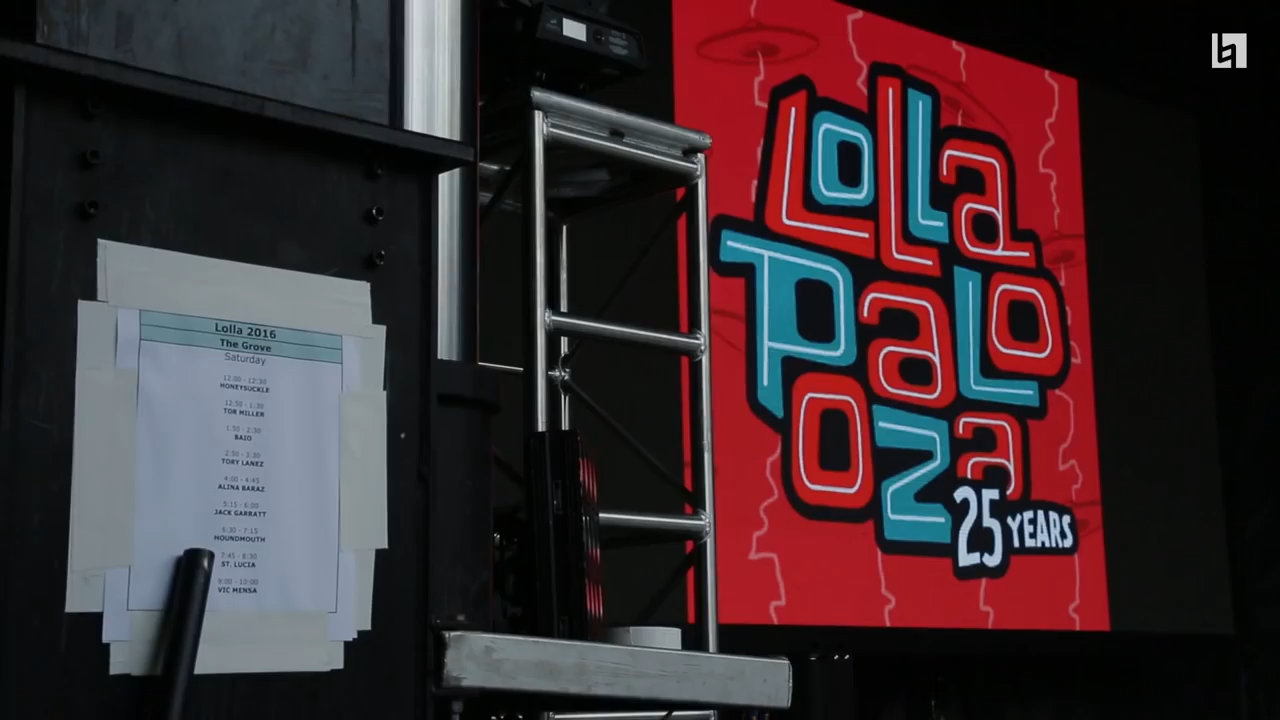 Lolla 2016
The Grove
Saturday
12:00 - 12:30
HONEYSUCKLE
12:50 - 1:30
TOR MILLER
1:50 - 2:30
BAIO
2:50 - 3:30
TORY LANEZ
4:00 - 4:45
ALINA BARAZ
5:15 - 6:00
JACK GARRATT
6:30 - 7:15
HOUNDMOUTH
7:45 - 8:30
ST. LUCIA
9:00 - 10:00
VIC MENSA
LOLLA
PALO
OZA
25 YEARS